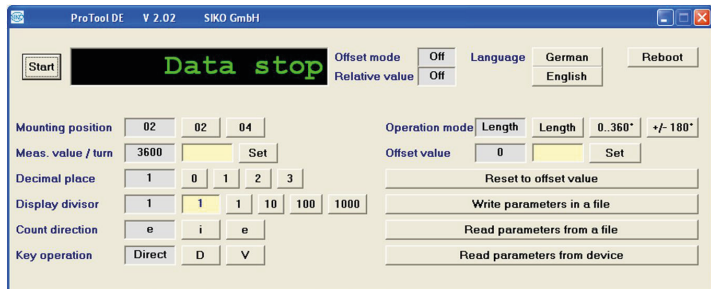 SIKO ProTool DE V 2.02 SIKO GmbH
Start Data stop Offset mode Off Language German Reboot
Relative value Off English
Mounting position 02 02 04 Operation mode Length Length 0..360° +/- 180°
Meas. value / turn 3600 Set Offset value 0 Set
Decimal place 1 0 1 2 3 Reset to offset value
Display divisor 1 1 1 10 100 1000 Write parameters in a file
Count direction e i e Read parameters from a file
Key operation Direct D V Read parameters from device